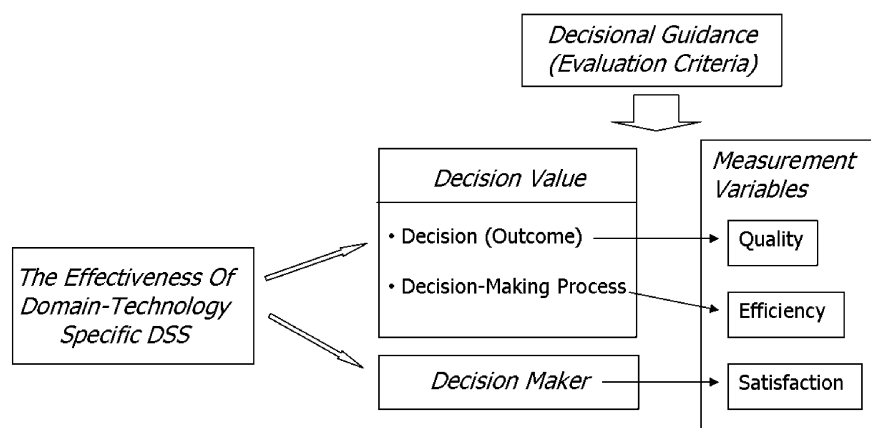 Decisional Guidance
(Evaluation Criteria)
Decision Value
• Decision (Outcome)
• Decision-Making Process
Measurement
Variables
Quality
Efficiency
Satisfaction
The Effectiveness Of
Domain-Technology
Specific DSS
Decision Maker